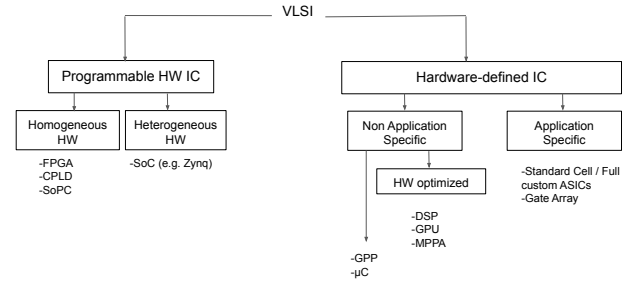 VLSI
Programmable HW IC
Hardware-defined IC
Homogeneous
HW
Heterogeneous
HW
Non Application
Specific
Application
Specific
-FPGA
-CPLD
-SoPC
-SoC (e.g. Zynq)
HW optimized
-Standard Cell / Full
custom ASICs
-Gate Array
-DSP
-GPU
-MPPA
-GPP
-µC